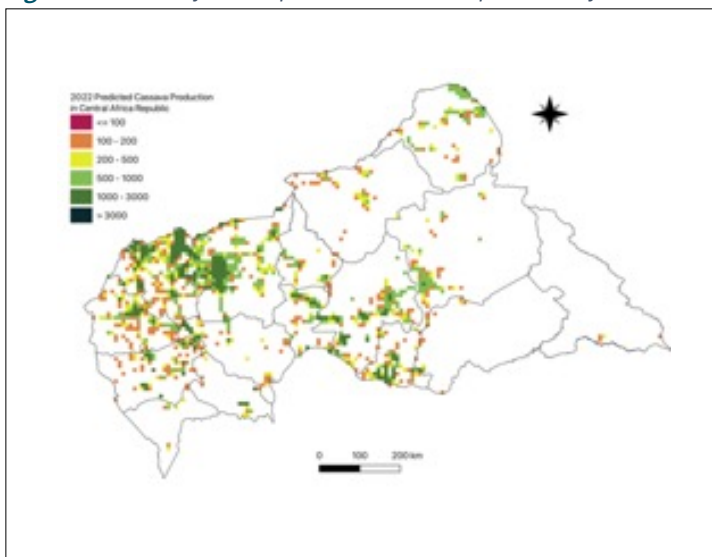 2022 Predicted Cassava Production
in Central Africa Republic
<= 100
100 - 200
200 - 500
500 - 1000
1000 - 3000
> 3000
0 100 200 km